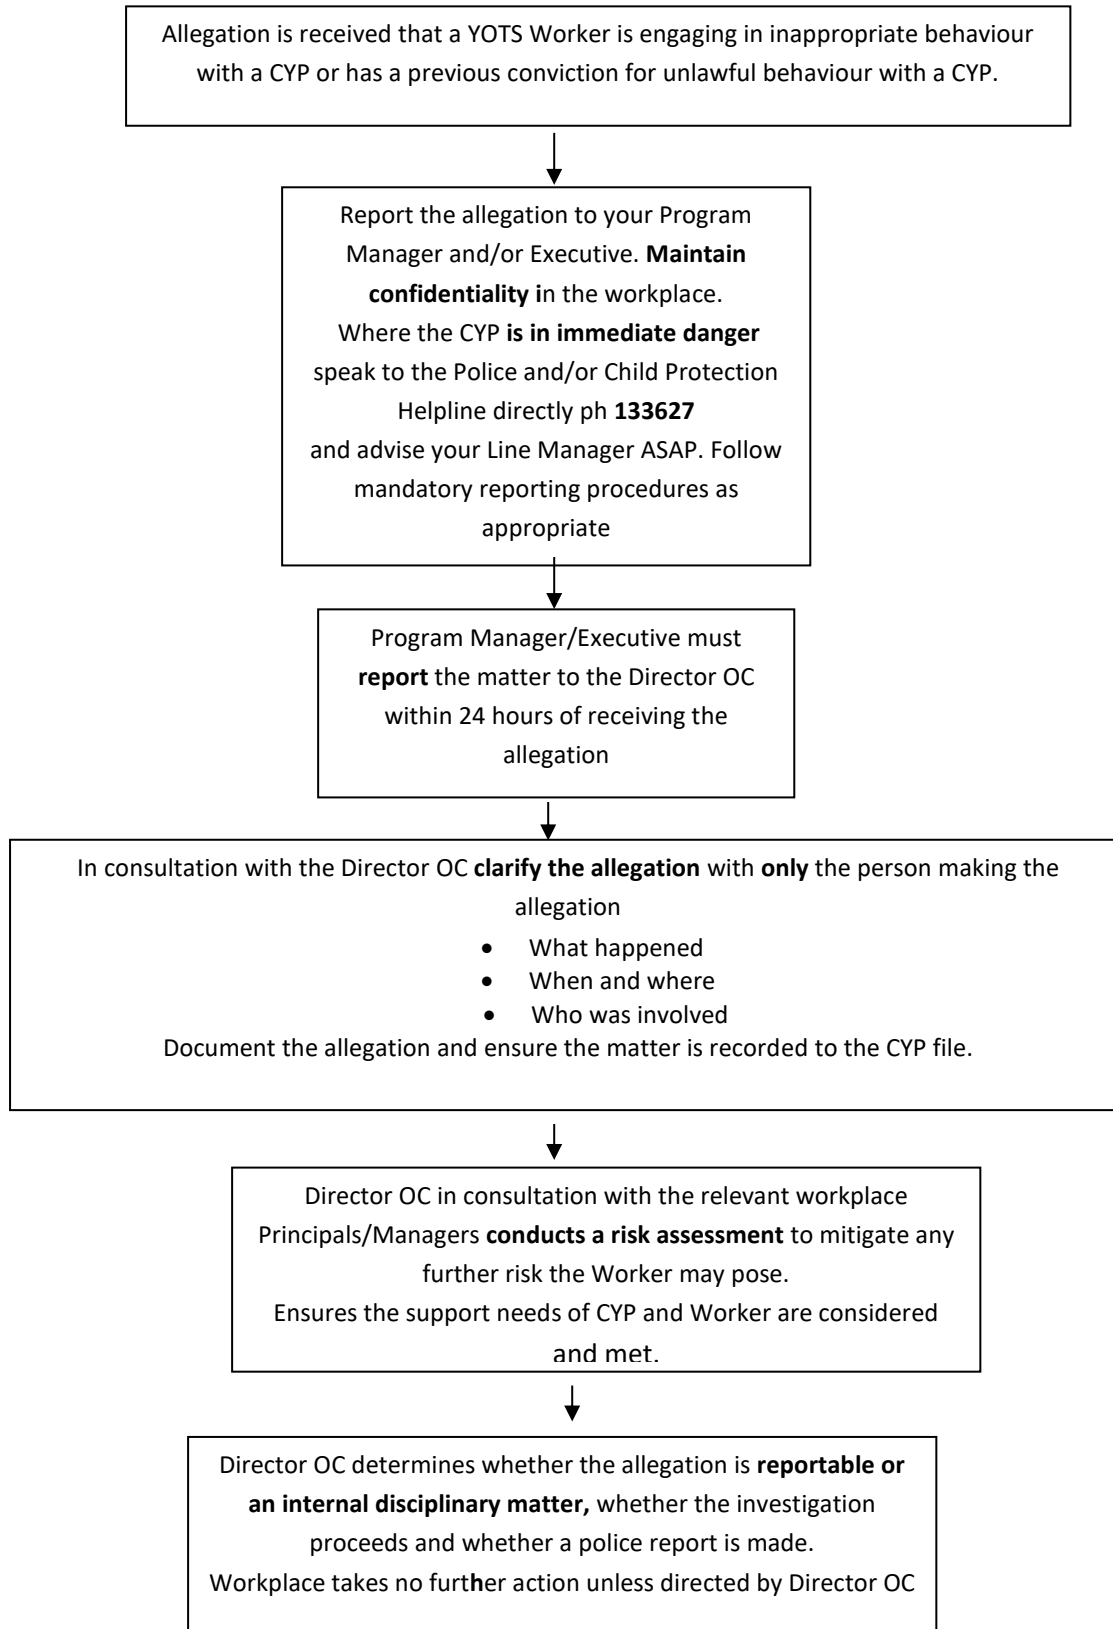 Allegation is received that a YOTS Worker is engaging in inappropriate behaviour
with a CYP or has a previous conviction for unlawful behaviour with a CYP.
Report the allegation to your Program
Manager and/or Executive. Maintain
confidentiality in the workplace.
Where the CYP is in immediate danger
speak to the Police and/or Child Protection
Helpline directly ph 133627
and advise your Line Manager ASAP. Follow
mandatory reporting procedures as
appropriate
Program Manager/Executive must
report the matter to the Director OC
within 24 hours of receiving the
allegation
In consultation with the Director OC clarify the allegation with only the person making the
allegation
• What happened
• When and where
• Who was involved
Document the allegation and ensure the matter is recorded to the CYP file.
Director OC in consultation with the relevant workplace
Principals/Managers conducts a risk assessment to mitigate any
further risk the Worker may pose.
Ensures the support needs of CYP and Worker are considered
and met.
Director OC determines whether the allegation is reportable or
an internal disciplinary matter, whether the investigation
proceeds and whether a police report is made.
Workplace takes no further action unless directed by Director OC